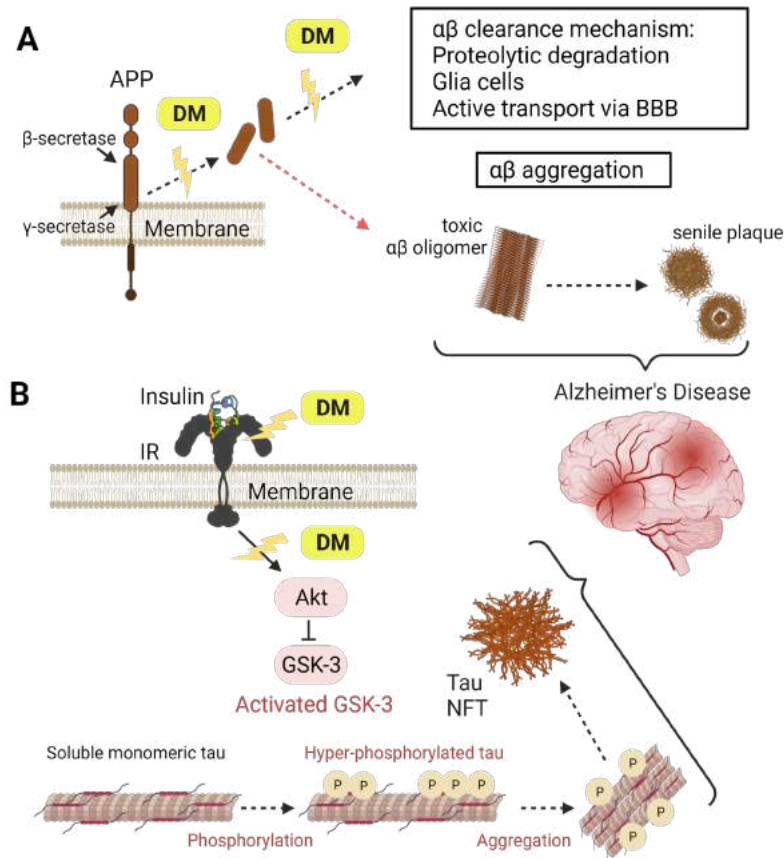 A
DM
αβ clearance mechanism:
Proteolytic degradation
Glia cells
Active transport via BBB
APP
DM
β-secretase
γ-secretase
Membrane
αβ aggregation
toxic
αβ oligomer
senile plaque
Alzheimer's Disease
B
Insulin
DM
IR
Membrane
DM
Akt
GSK-3
Activated GSK-3
Tau
NFT
Soluble monomeric tau
Hyper-phosphorylated tau
P P P P P
Phosphorylation
Aggregation
P
P
P
P